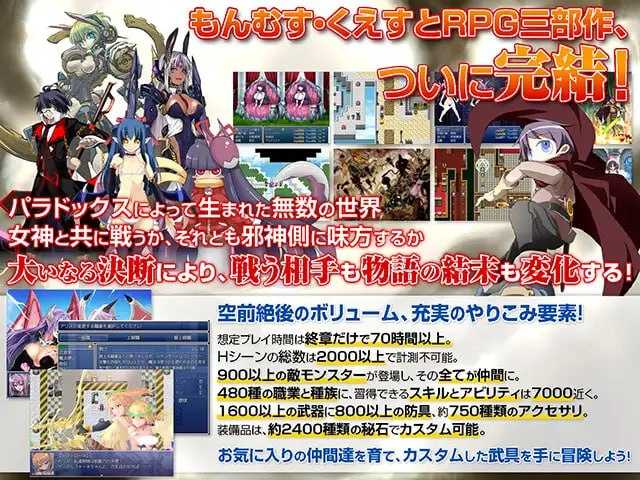 もんむす・くえすとRPG三部作、
ついに完結！
パラドックスによって生まれた無数の世界
女神と共に戦うか、それとも邪神側に味方するか
大いなる決断により、戦う相手も物語の結末も変化する！
空前絶後のボリューム、充実のやりこみ要素！
想定プレイ時間は終章だけで70時間以上。
Hシーンの総数は2000以上で計測不可能。
900以上の敵モンスターが登場し、その全てが仲間に。
480種の職業と種族に、習得できるスキルとアビリティは7000近く。
1600以上の武器に800以上の防具、約750種類のアクセサリ。
装備品は、約2400種類の秘石でカスタム可能。
お気に入りの仲間達を育て、カスタムした武具を手に冒険しよう！